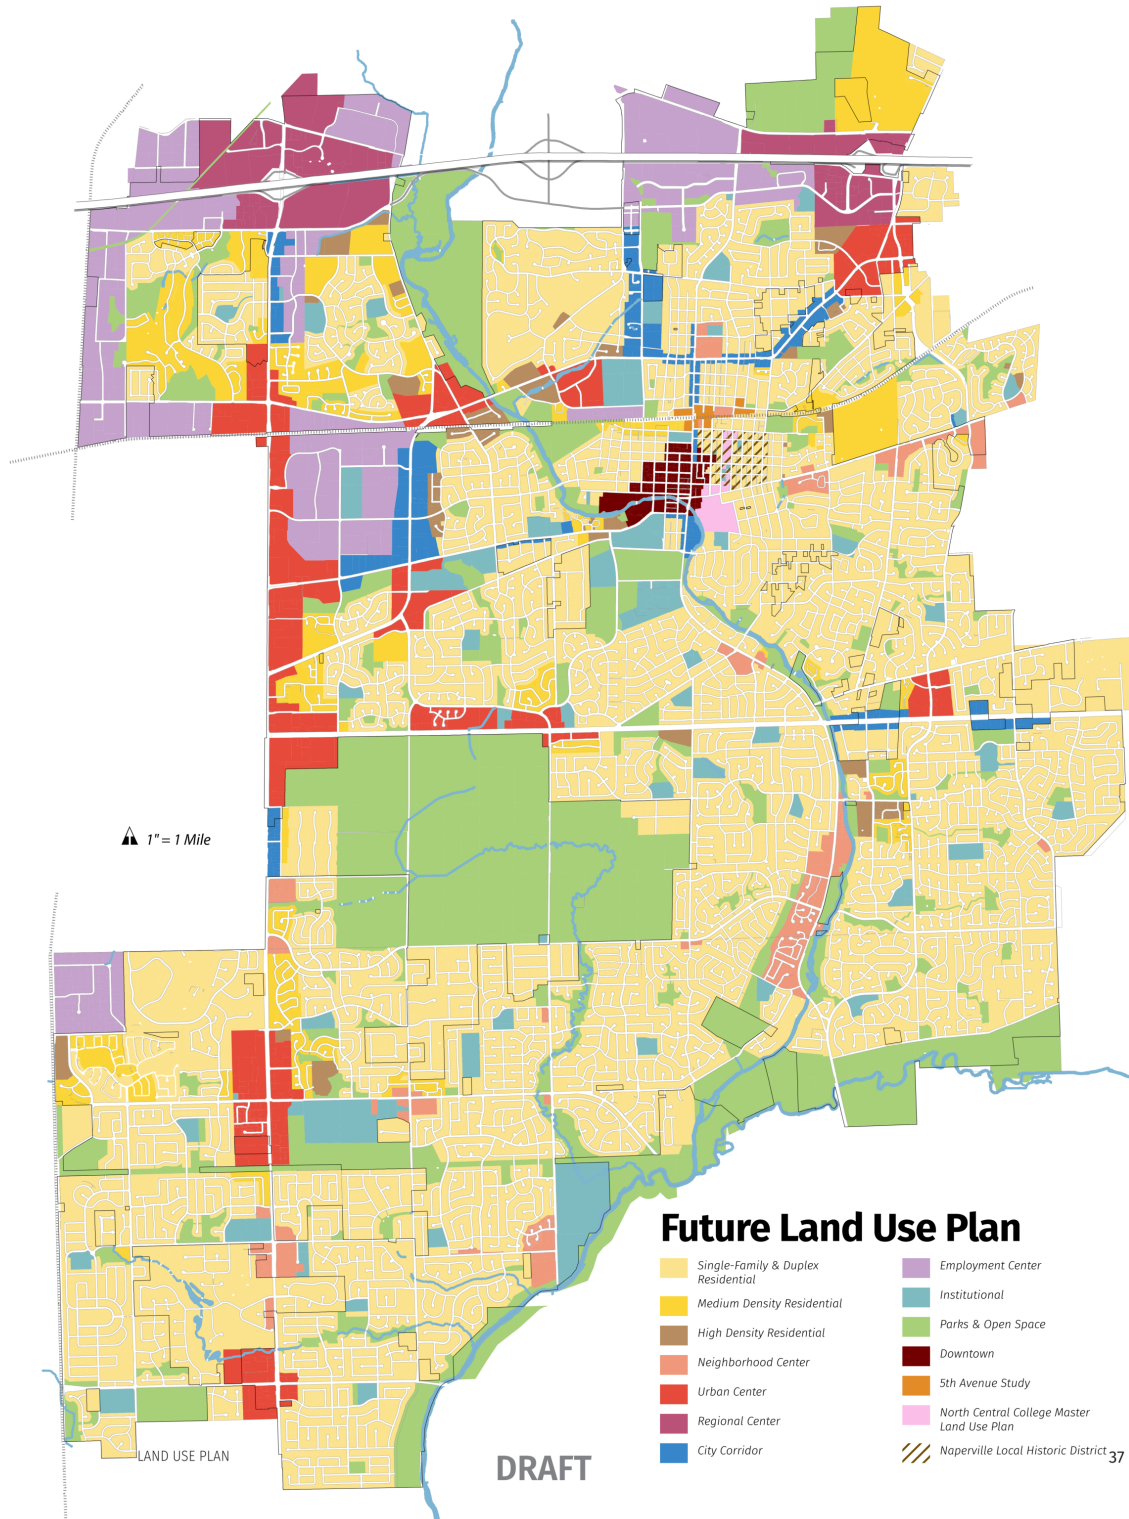 1" = 1 Mile
Future Land Use Plan
Single-Family & Duplex
Residential
Medium Density Residential
High Density Residential
Neighborhood Center
Urban Center
Regional Center
City Corridor
Employment Center
Institutional
Parks & Open Space
Downtown
5th Avenue Study
North Central College Master
Land Use Plan
Naperville Local Historic District
LAND USE PLAN
DRAFT
37